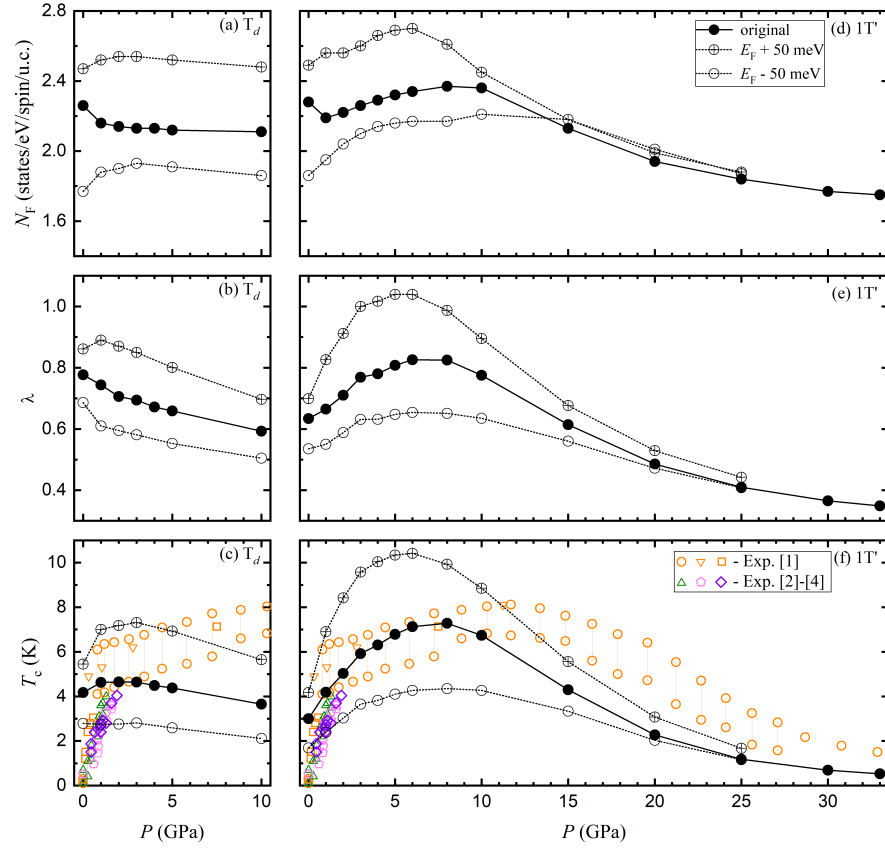 (a) T_d
(d) 1T'
original
E_F + 50 meV
E_F - 50 meV
N_F (states/eV/spin/u.c.)
2.8
2.4
2.0
1.6
(b) T_d
(e) 1T'
λ
1.0
0.8
0.6
0.4
(c) T_d
(f) 1T'
- Exp. [1]
- Exp. [2]-[4]
T_c (K)
10
8
6
4
2
0
0 5 10
0 5 10 15 20 25 30
P (GPa)
P (GPa)